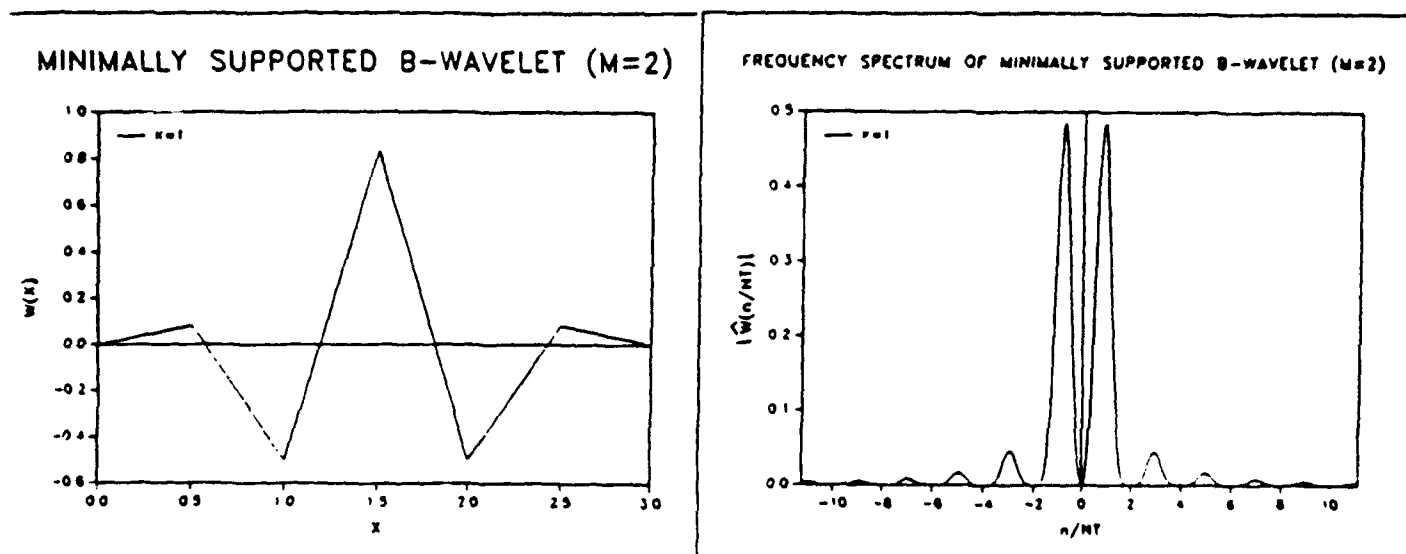 MINIMALLY SUPPORTED B-WAVELET (M=2)
1.0
0.8
0.6
0.4
0.2
0.0
-0.2
-0.4
-0.6
W(X)
0.0 0.5 1.0 1.5 2.0 2.5 3.0
X
FREQUENCY SPECTRUM OF MINIMALLY SUPPORTED B-WAVELET (M=2)
0.5
0.4
0.3
0.2
0.1
0.0
|Ŵ(n/NT)|
-10 -8 -6 -4 -2 0 2 4 6 8 10
n/NT